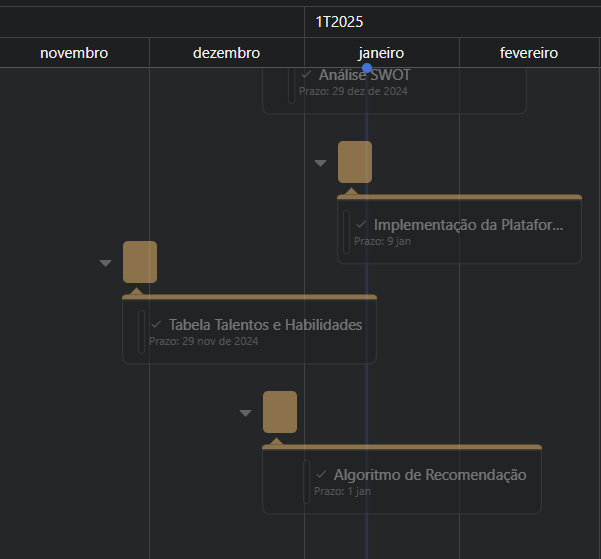 1T2025
novembro dezembro janeiro fevereiro
Análise SWOT
Prazo: 29 dez de 2024
Implementação da Platafor...
Prazo: 9 jan
Tabela Talentos e Habilidades
Prazo: 29 nov de 2024
Algoritmo de Recomendação
Prazo: 1 jan